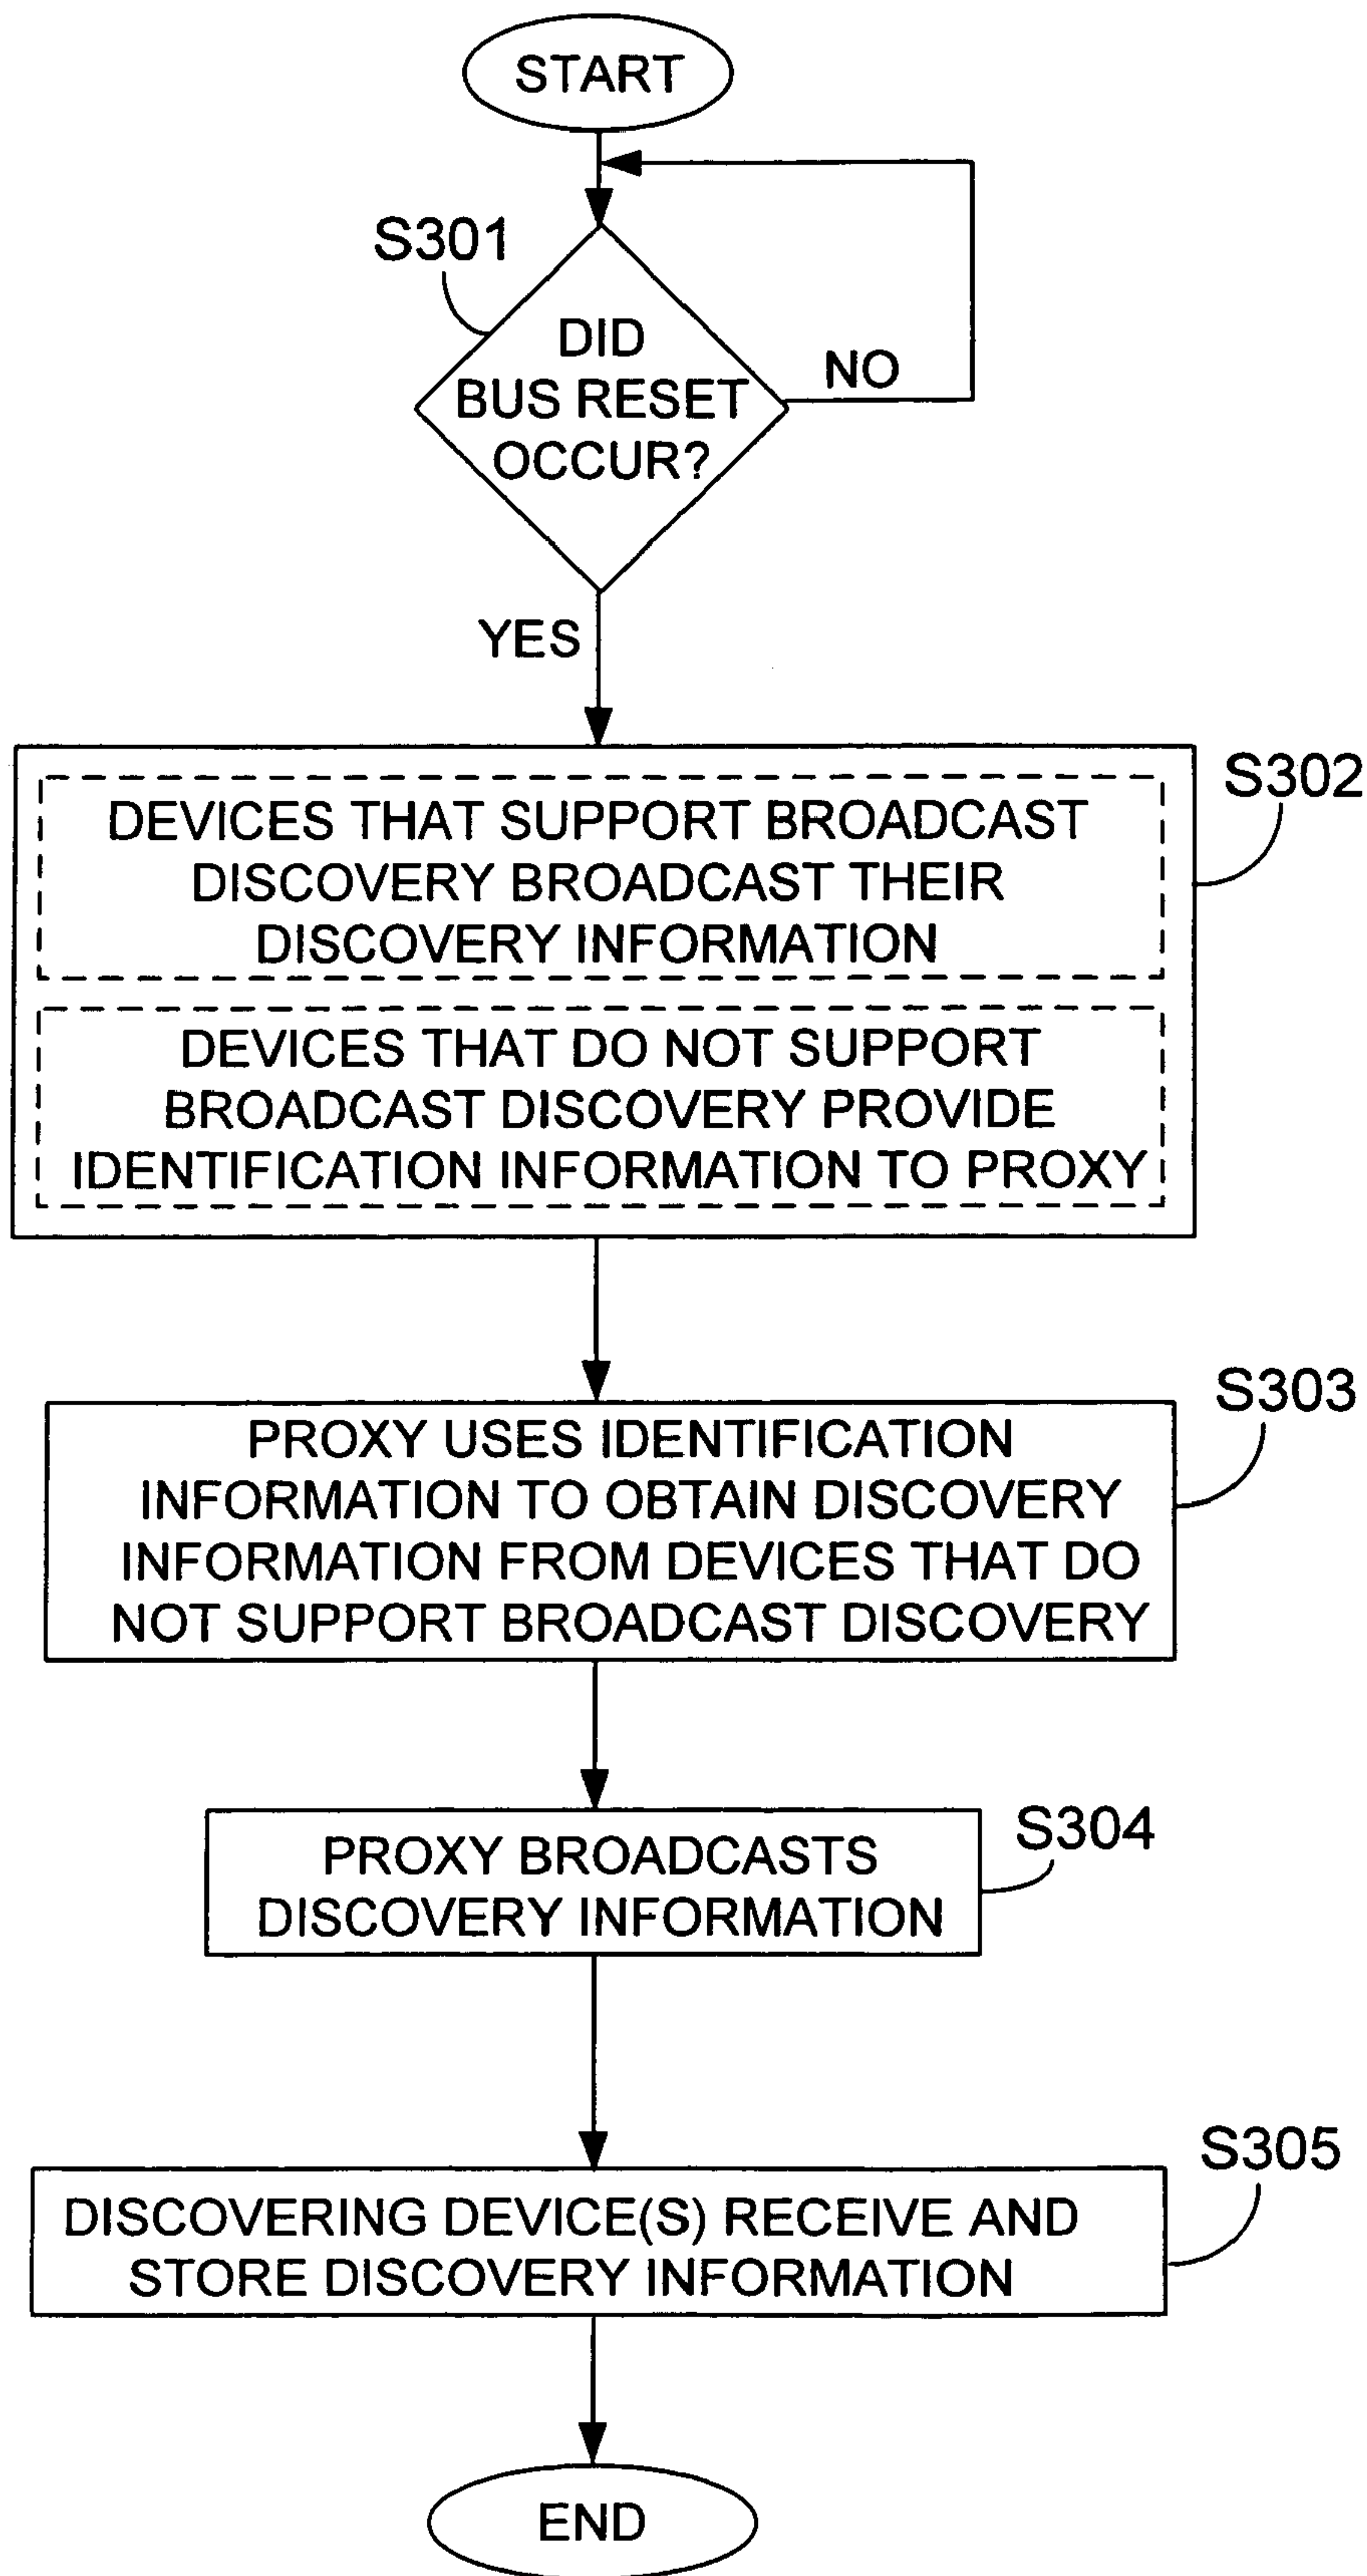 START
S301
DID
BUS RESET
OCCUR?
NO
YES
S302
DEVICES THAT SUPPORT BROADCAST
DISCOVERY BROADCAST THEIR
DISCOVERY INFORMATION
DEVICES THAT DO NOT SUPPORT
BROADCAST DISCOVERY PROVIDE
IDENTIFICATION INFORMATION TO PROXY
S303
PROXY USES IDENTIFICATION
INFORMATION TO OBTAIN DISCOVERY
INFORMATION FROM DEVICES THAT DO
NOT SUPPORT BROADCAST DISCOVERY
S304
PROXY BROADCASTS
DISCOVERY INFORMATION
S305
DISCOVERING DEVICE(S) RECEIVE AND
STORE DISCOVERY INFORMATION
END